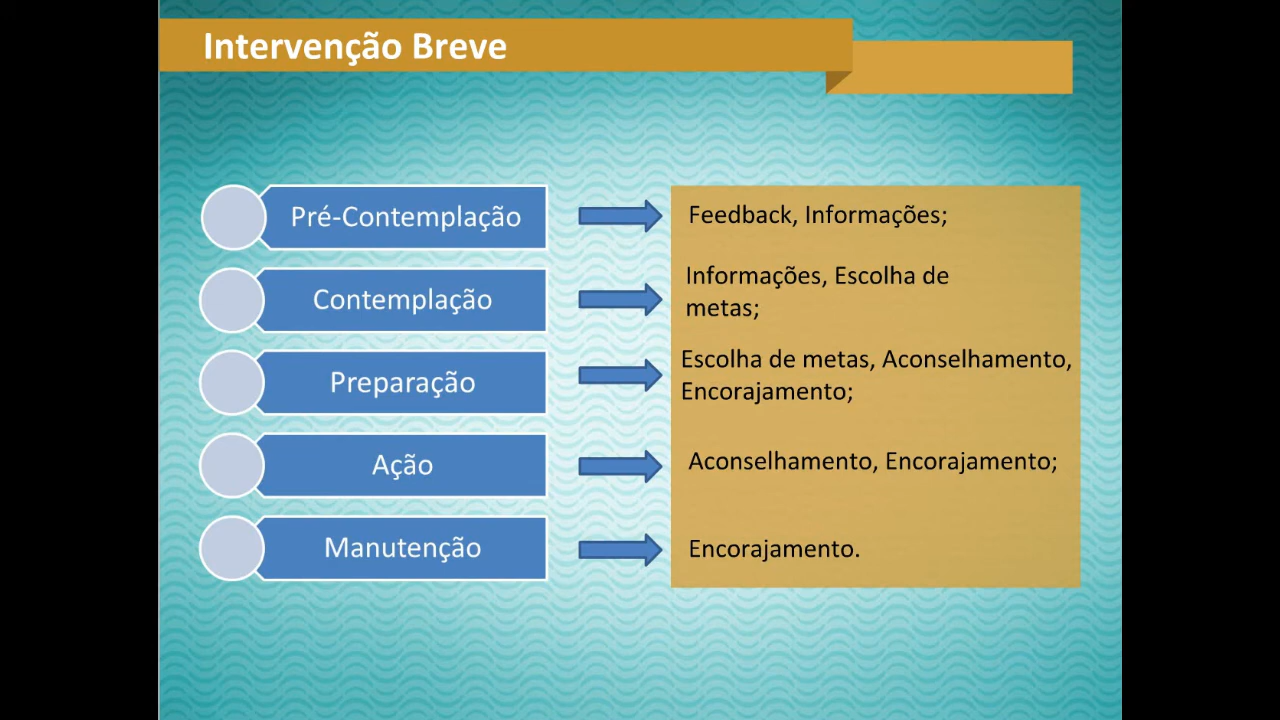 Intervenção Breve
Pré-Contemplação
Feedback, Informações;
Contemplação
Informações, Escolha de
metas;
Preparação
Escolha de metas, Aconselhamento,
Encorajamento;
Ação
Aconselhamento, Encorajamento;
Manutenção
Encorajamento.